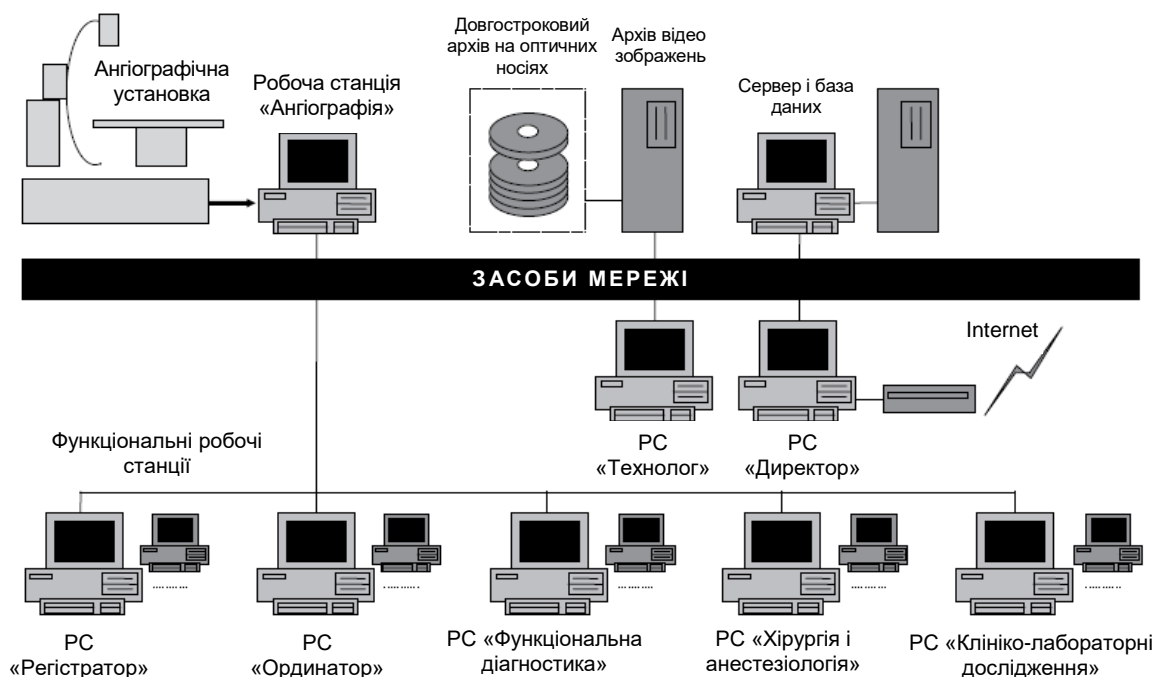 Ангіографічна
установка
Робоча станція
«Ангіографія»
Довгостроковий
архів на оптичних
носіях
Архів відео
зображень
Сервер і база
даних
ЗАСОБИ МЕРЕЖІ
Internet
РС
«Технолог»
РС
«Директор»
Функціональні робочі
станції
РС
«Регістратор»
РС
«Ординатор»
РС «Функціональна
діагностика»
РС «Хірургія і
анестезіологія»
РС «Клініко-лабораторні
дослідження»